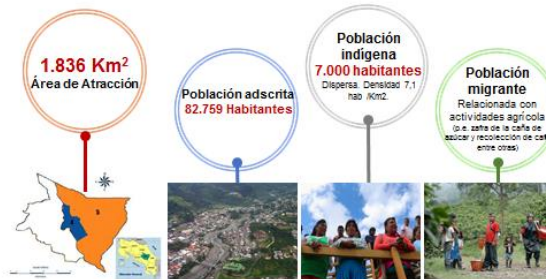 1.836 Km²
Área de Atracción
Población adscrita
82.759 Habitantes
Población
indígena
7.000 habitantes
Dispersa. Densidad 7,1
hab /Km2.
Población
migrante
Relacionada con
actividades agrícola
(p.e. zafra de la caña de
azúcar y recolección de café
entre otras)